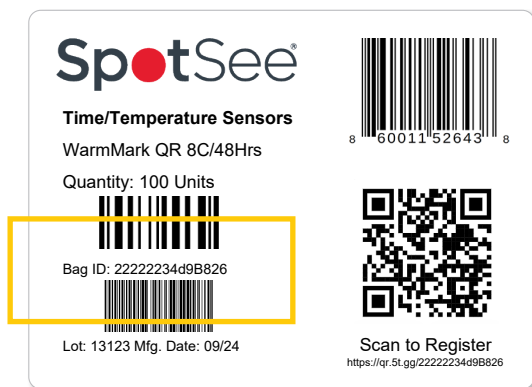 SpotSee®
Time/Temperature Sensors
WarmMark QR 8C/48Hrs
Quantity: 100 Units
Bag ID: 22222234d9B826
Lot: 13123 Mfg. Date: 09/24
8 60011 52643 8
Scan to Register
https://qr.5t.gg/22222234d9B826